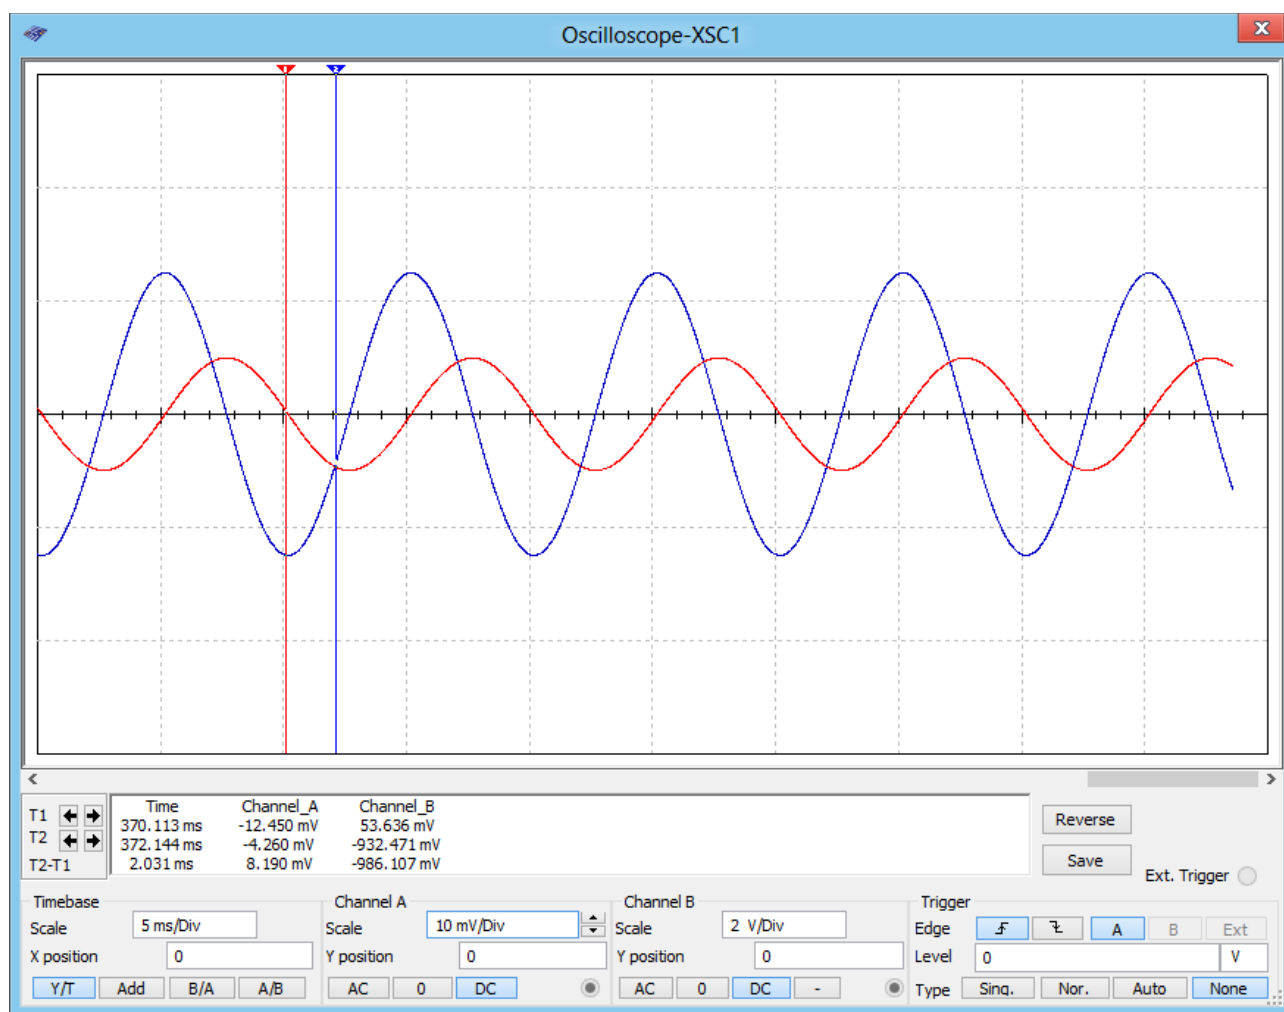 Oscilloscope-XSC1
x
1 2
T1
T2
T2-T1
Time Channel_A Channel_B
370.113 ms -12.450 mV 53.636 mV
372.144 ms -4.260 mV -932.471 mV
2.031 ms 8.190 mV -986.107 mV
Reverse
Save
Ext. Trigger
Timebase
Scale 5 ms/Div
X position 0
Y/T Add B/A A/B
Channel A
Scale 10 mV/Div
Y position 0
AC 0 DC
Channel B
Scale 2 V/Div
Y position 0
AC 0 DC -
Trigger
Edge A B Ext
Level 0 V
Type Sing. Nor. Auto None